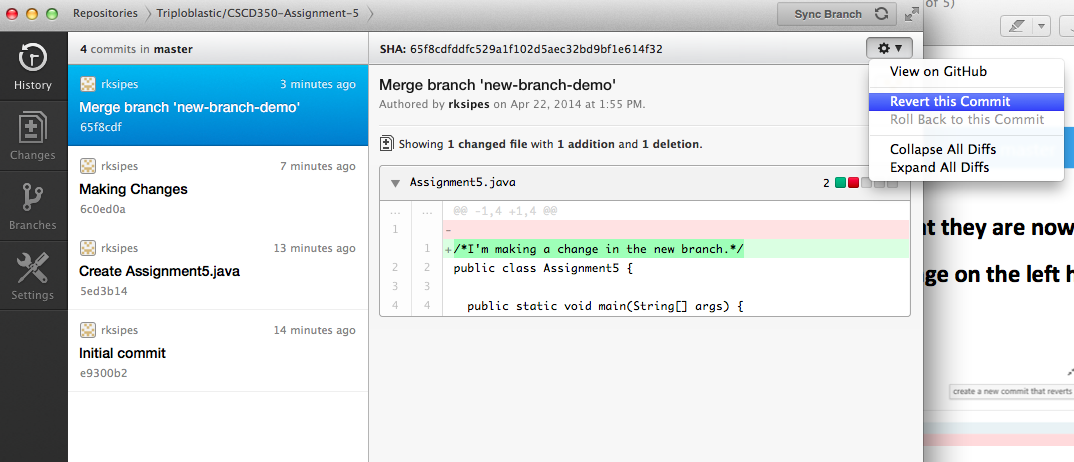 Repositories Triploblastic/CSCD350-Assignment-5
Sync Branch
of 5)
History
Changes
Branches
Settings
4 commits in master
rksipes 3 minutes ago
Merge branch 'new-branch-demo'
65f8cdf
rksipes 7 minutes ago
Making Changes
6c0ed0a
rksipes 13 minutes ago
Create Assignment5.java
5ed3b14
rksipes 14 minutes ago
Initial commit
e9300b2
SHA: 65f8cdfddfc529a1f102d5aec32bd9bf1e614f32
Merge branch 'new-branch-demo'
Authored by rksipes on Apr 22, 2014 at 1:55 PM.
Showing 1 changed file with 1 addition and 1 deletion.
Assignment5.java 2
... ... @@ -1,4 +1,4 @@
1 -
1 +/*I'm making a change in the new branch.*/
2 2 public class Assignment5 {
3 3
4 4 public static void main(String[] args) {
View on GitHub
Revert this Commit
Roll Back to this Commit
Collapse All Diffs
Expand All Diffs
they are now
on the left
create a new commit that reverts